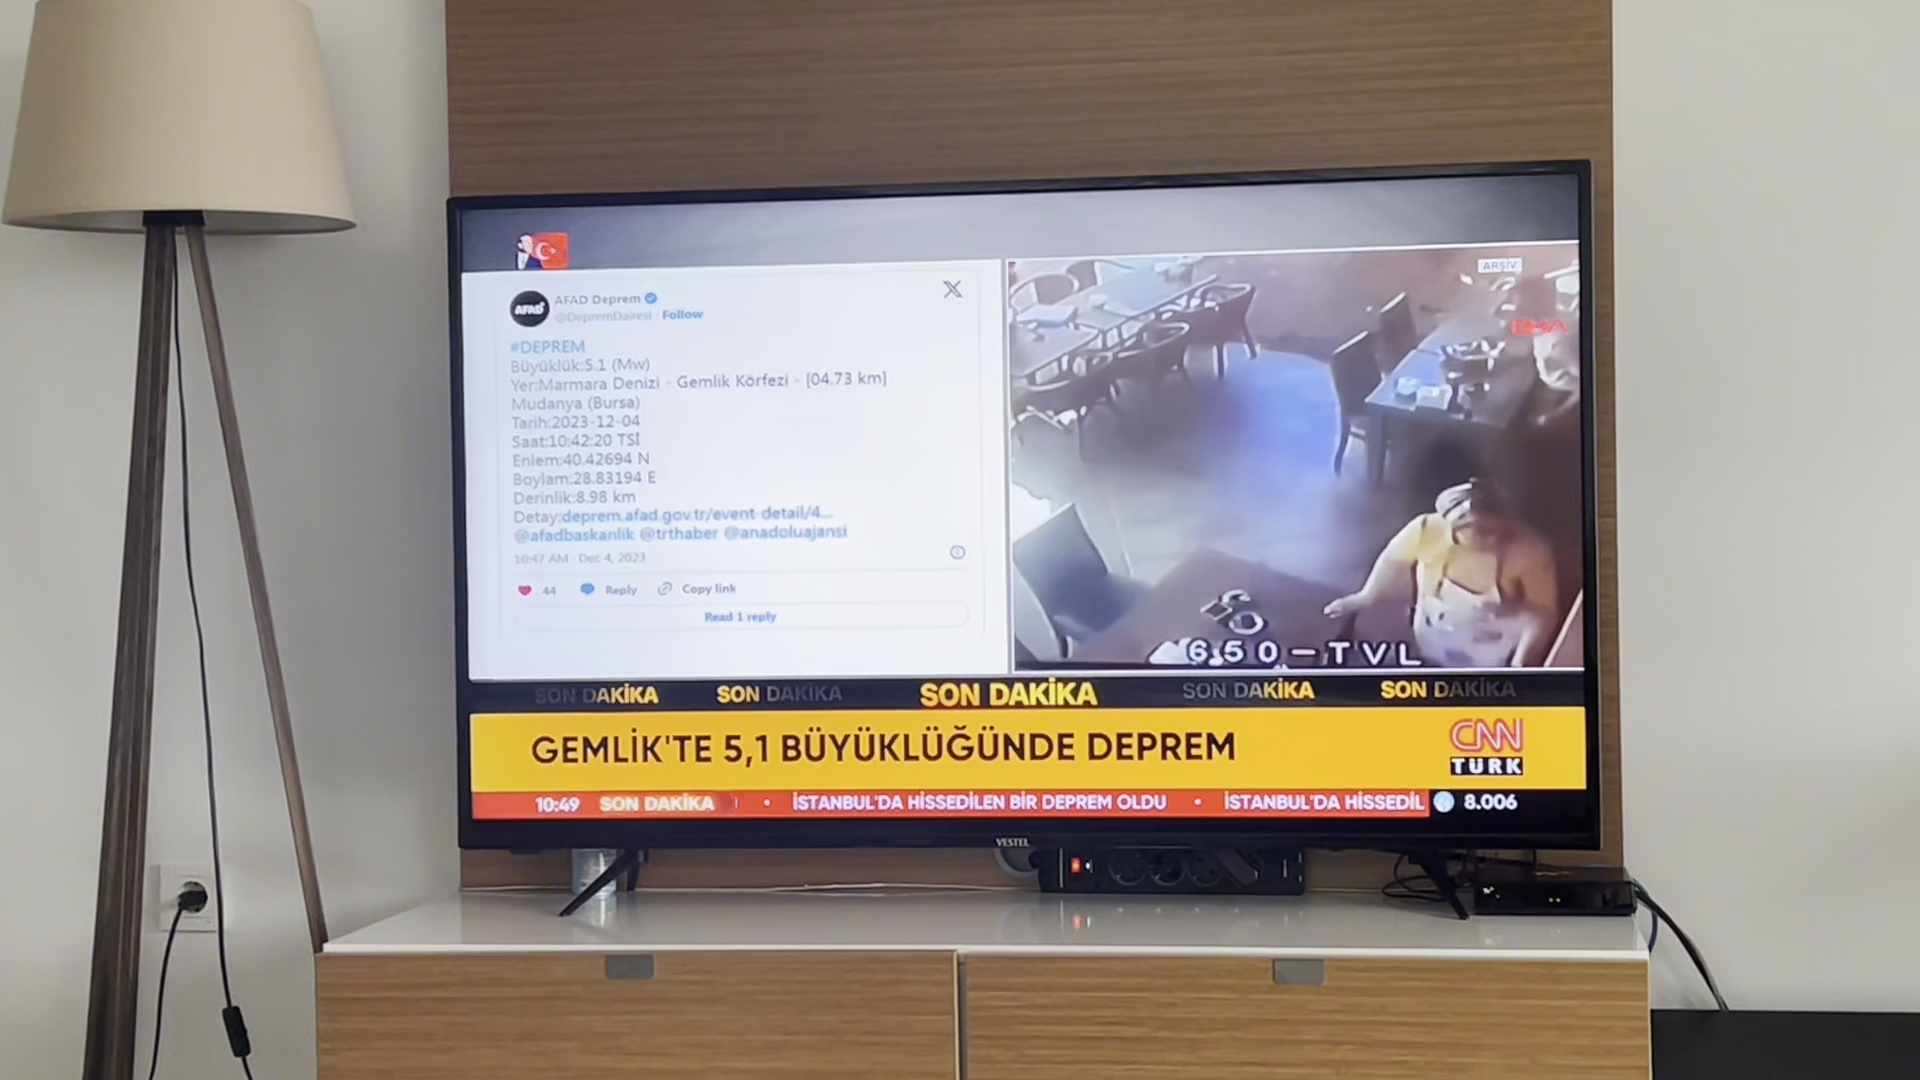 AFAD
AFAD Deprem
@DepremDairesi · Follow
#DEPREM
Büyüklük:5.1 (Mw)
Yer:Marmara Denizi - Gemlik Körfezi - [04.73 km]
Mudanya (Bursa)
Tarih:2023-12-04
Saat:10:42:20 TSİ
Enlem:40.42694 N
Boylam:28.83194 E
Derinlik:8.98 km
Detay:deprem.afad.gov.tr/event-detail/4...
@afadbaskanlik @trthaber @anadoluajansi
10:47 AM · Dec 4, 2023
44 Reply Copy link
Read 1 reply
ARŞİV
DHA
650-TVL
SON DAKİKA SON DAKİKA SON DAKİKA SON DAKİKA SON DAKİKA
GEMLİK'TE 5,1 BÜYÜKLÜĞÜNDE DEPREM
CNN
TÜRK
10:49 SON DAKİKA • İSTANBUL'DA HİSSEDİLEN BİR DEPREM OLDU • İSTANBUL'DA HİSSEDİL 8.006
VESTEL